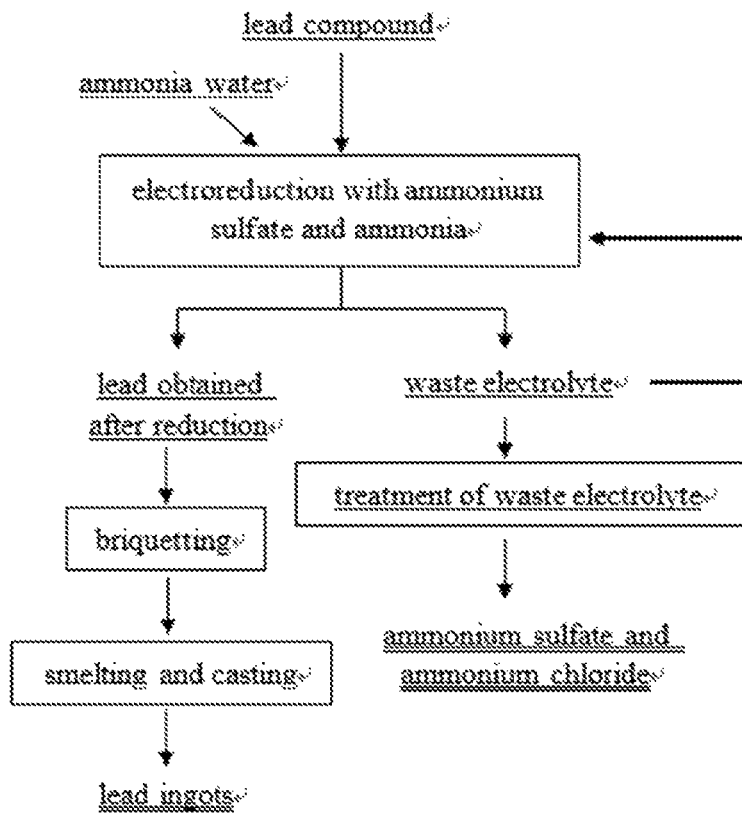 lead compound
ammonia water
electroreduction with ammonium
sulfate and ammonia
lead obtained
after reduction
waste electrolyte
treatment of waste electrolyte
briquetting
ammonium sulfate and
ammonium chloride
smelting and casting
lead ingots